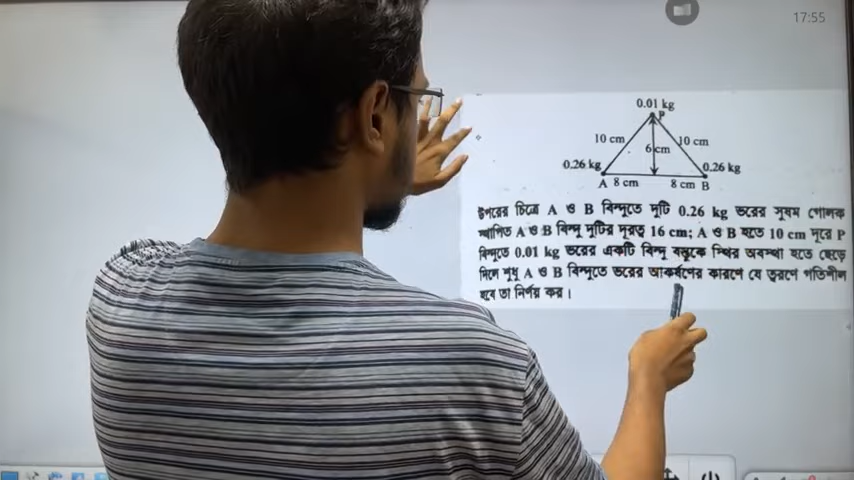 17:55
0.01 kg
P
10 cm
10 cm
6 cm
0.26 kg
0.26 kg
A 8 cm 8 cm B
উপরের চিত্রে A ও B বিন্দুতে দুটি 0.26 kg ভরের সুষম গোলক
স্থাপিত A ও B বিন্দু দুটির দূরত্ব 16 cm; A ও B হতে 10 cm দূরে P
বিন্দুতে 0.01 kg ভরের একটি বিন্দু বস্তুকে স্থির অবস্থা হতে ছেড়ে
দিলে শুধু A ও B বিন্দুতে ভরের আকর্ষণের কারণে যে ত্বরণে গতিশীল
হবে তা নির্ণয় কর।